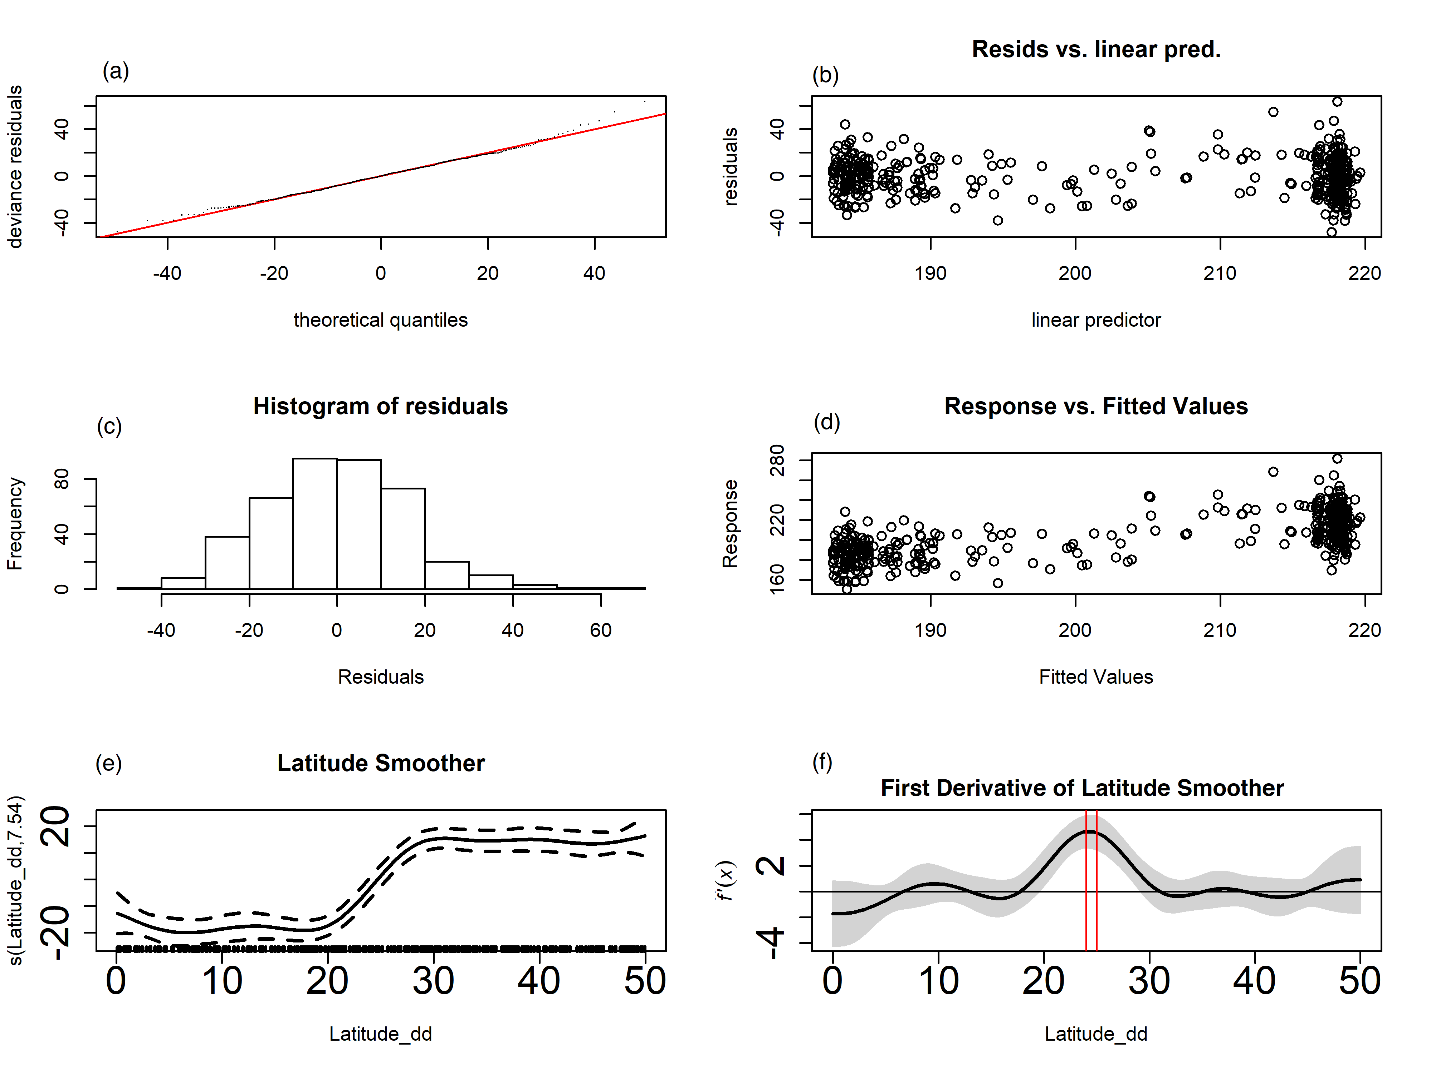 (a)
deviance residuals
-40 0 40
-40 -20 0 20 40
theoretical quantiles
Resids vs. linear pred.
(b)
residuals
-40 0 40
190 200 210 220
linear predictor
Histogram of residuals
(c)
Frequency
0 40 80
-40 -20 0 20 40 60
Residuals
Response vs. Fitted Values
(d)
Response
160 220 280
190 200 210 220
Fitted Values
(e)
Latitude Smoother
s(Latitude_dd,7.54)
-20 20
0 10 20 30 40 50
Latitude_dd
(f)
First Derivative of Latitude Smoother
f'(x)
-4 2
0 10 20 30 40 50
Latitude_dd